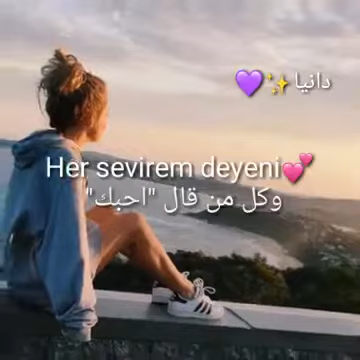 دانيا✨💜
Her sevirem deyeni💕
وكل من قال "احبك"